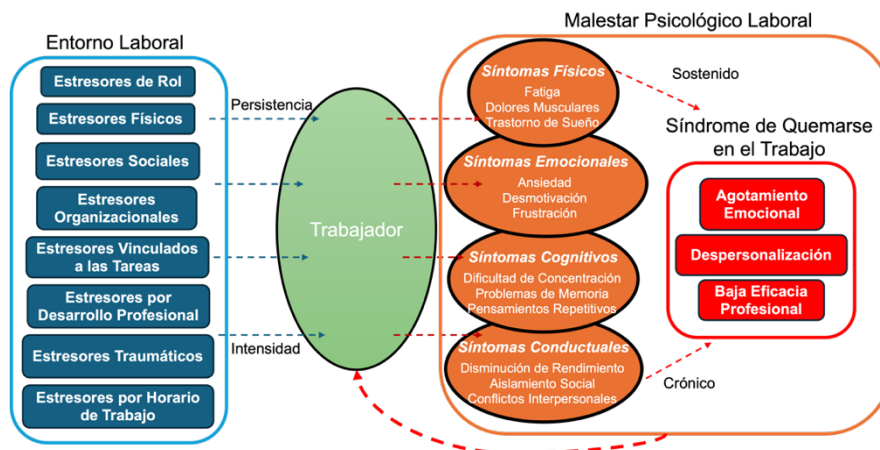 Entorno Laboral
Estresores de Rol
Estresores Físicos
Estresores Sociales
Estresores
Organizacionales
Estresores Vinculados
a las Tareas
Estresores por
Desarrollo Profesional
Estresores Traumáticos
Estresores por Horario
de Trabajo
Persistencia
Intensidad
Trabajador
Malestar Psicológico Laboral
Síntomas Físicos
Fatiga
Dolores Musculares
Trastorno de Sueño
Síntomas Emocionales
Ansiedad
Desmotivación
Frustración
Síntomas Cognitivos
Dificultad de Concentración
Problemas de Memoria
Pensamientos Repetitivos
Síntomas Conductuales
Disminución de Rendimiento
Aislamiento Social
Conflictos Interpersonales
Sostenido
Crónico
Síndrome de Quemarse
en el Trabajo
Agotamiento
Emocional
Despersonalización
Baja Eficacia
Profesional